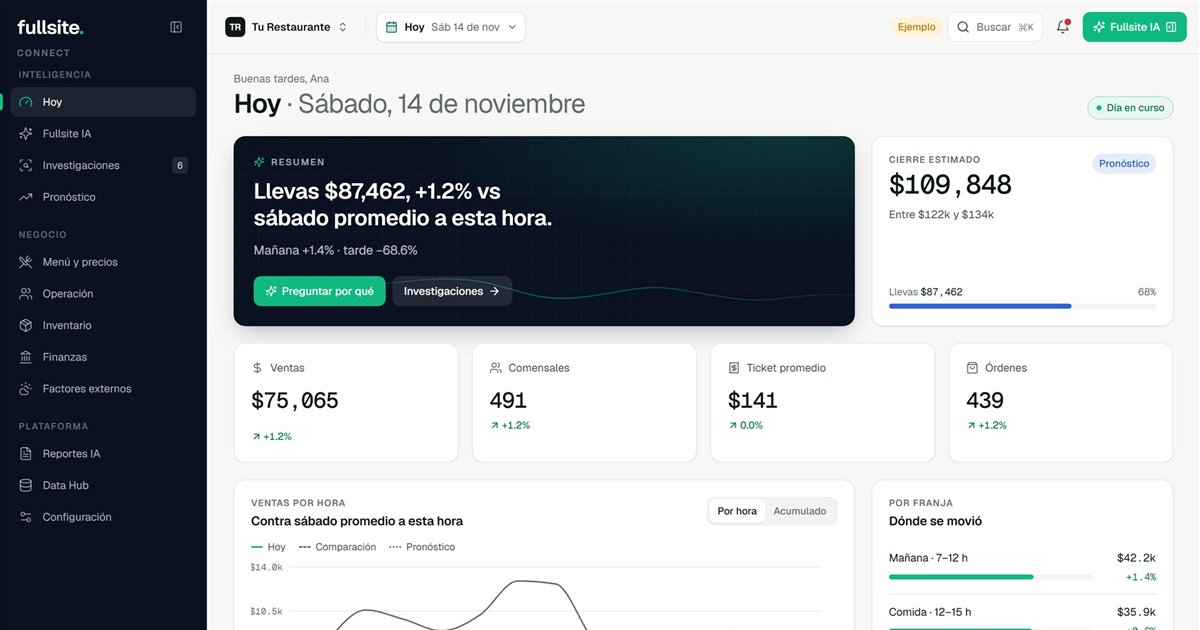 fullsite.
CONNECT
INTELIGENCIA
Hoy
Fullsite IA
Investigaciones 6
Pronóstico
NEGOCIO
Menú y precios
Operación
Inventario
Finanzas
Factores externos
PLATAFORMA
Reportes IA
Data Hub
Configuración
TR Tu Restaurante
Hoy Sáb 14 de nov
Ejemplo
Buscar ⌘K
Fullsite IA
Buenas tardes, Ana
Hoy · Sábado, 14 de noviembre
Día en curso
RESUMEN
Llevas $87,462, +1.2% vs
sábado promedio a esta hora.
Mañana +1.4% · tarde −68.6%
Preguntar por qué
Investigaciones →
CIERRE ESTIMADO
Pronóstico
$109,848
Entre $122k y $134k
Llevas $87,462 68%
Ventas
$75,065
↗ +1.2%
Comensales
491
↗ +1.2%
Ticket promedio
$141
↗ 0.0%
Órdenes
439
↗ +1.2%
VENTAS POR HORA
Contra sábado promedio a esta hora
Por hora Acumulado
Hoy Comparación Pronóstico
$14.0k
$10.5k
POR FRANJA
Dónde se movió
Mañana · 7–12 h $42.2k
+1.4%
Comida · 12–15 h $35.9k